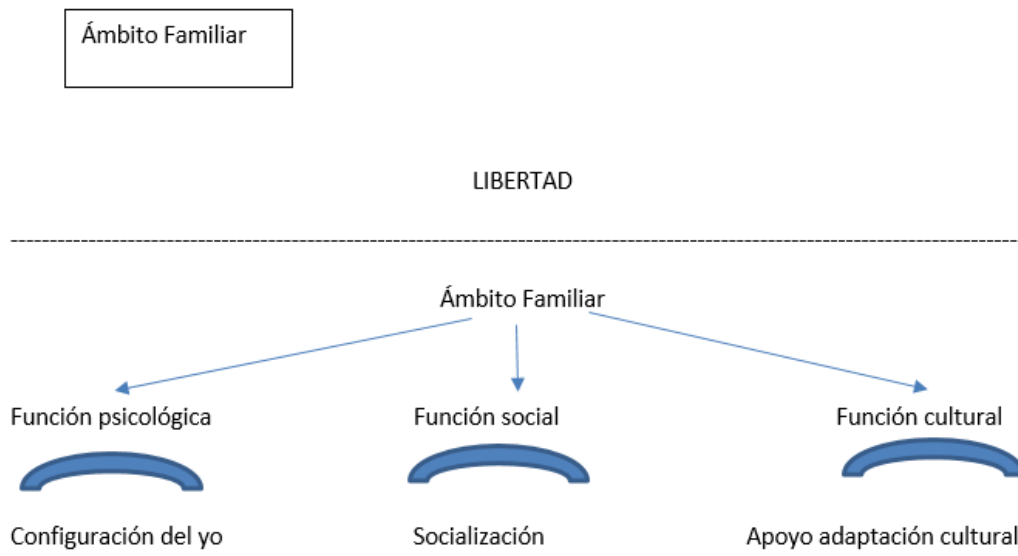 Ámbito Familiar
LIBERTAD
Ámbito Familiar
Función psicológica
Función social
Función cultural
Configuración del yo
Socialización
Apoyo adaptación cultural